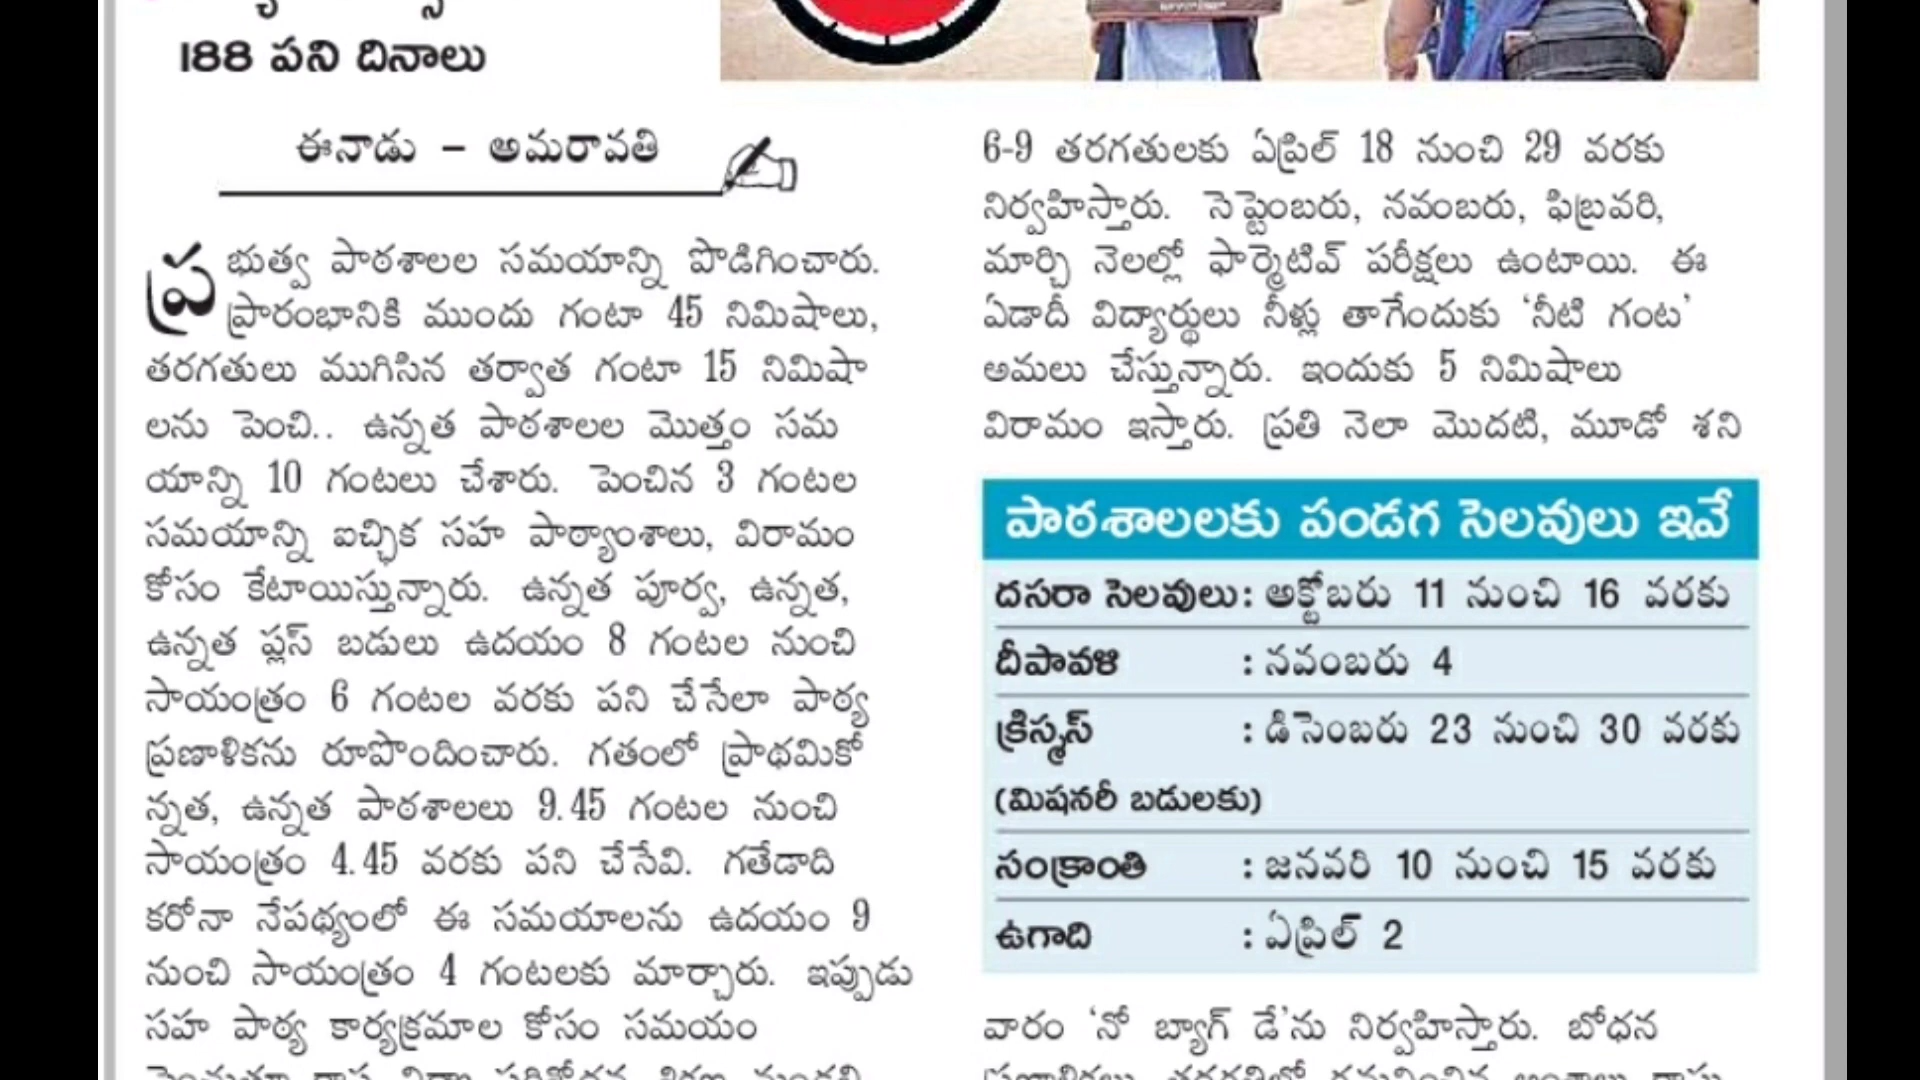 188 పని దినాలు
ఈనాడు - అమరావతి
ప్రభుత్వ పాఠశాలల సమయాన్ని పొడిగించారు.
ప్రారంభానికి ముందు గంటా 45 నిమిషాలు,
తరగతులు ముగిసిన తర్వాత గంటా 15 నిమిషా
లను పెంచి.. ఉన్నత పాఠశాలల మొత్తం సమ
యాన్ని 10 గంటలు చేశారు. పెంచిన 3 గంటల
సమయాన్ని ఐచ్ఛిక సహ పాఠ్యాంశాలు, విరామం
కోసం కేటాయిస్తున్నారు. ఉన్నత పూర్వ, ఉన్నత,
ఉన్నత ప్లస్ బడులు ఉదయం 8 గంటల నుంచి
సాయంత్రం 6 గంటల వరకు పని చేసేలా పాఠ్య
ప్రణాళికను రూపొందించారు. గతంలో ప్రాథమికో
న్నత, ఉన్నత పాఠశాలలు 9.45 గంటల నుంచి
సాయంత్రం 4.45 వరకు పని చేసేవి. గతేడాది
కరోనా నేపథ్యంలో ఈ సమయాలను ఉదయం 9
నుంచి సాయంత్రం 4 గంటలకు మార్చారు. ఇప్పుడు
సహ పాఠ్య కార్యక్రమాల కోసం సమయం
6-9 తరగతులకు ఏప్రిల్ 18 నుంచి 29 వరకు
నిర్వహిస్తారు. సెప్టెంబరు, నవంబరు, ఫిబ్రవరి,
మార్చి నెలల్లో ఫార్మెటివ్ పరీక్షలు ఉంటాయి. ఈ
ఏడాదీ విద్యార్థులు నీళ్లు తాగేందుకు ‘నీటి గంట’
అమలు చేస్తున్నారు. ఇందుకు 5 నిమిషాలు
విరామం ఇస్తారు. ప్రతి నెలా మొదటి, మూడో శని
పాఠశాలలకు పండగ సెలవులు ఇవే
దసరా సెలవులు: అక్టోబరు 11 నుంచి 16 వరకు
దీపావళి : నవంబరు 4
క్రిస్మస్ : డిసెంబరు 23 నుంచి 30 వరకు
(మిషనరీ బడులకు)
సంక్రాంతి : జనవరి 10 నుంచి 15 వరకు
ఉగాది : ఏప్రిల్ 2
వారం ‘నో బ్యాగ్ డే’ను నిర్వహిస్తారు. బోధన